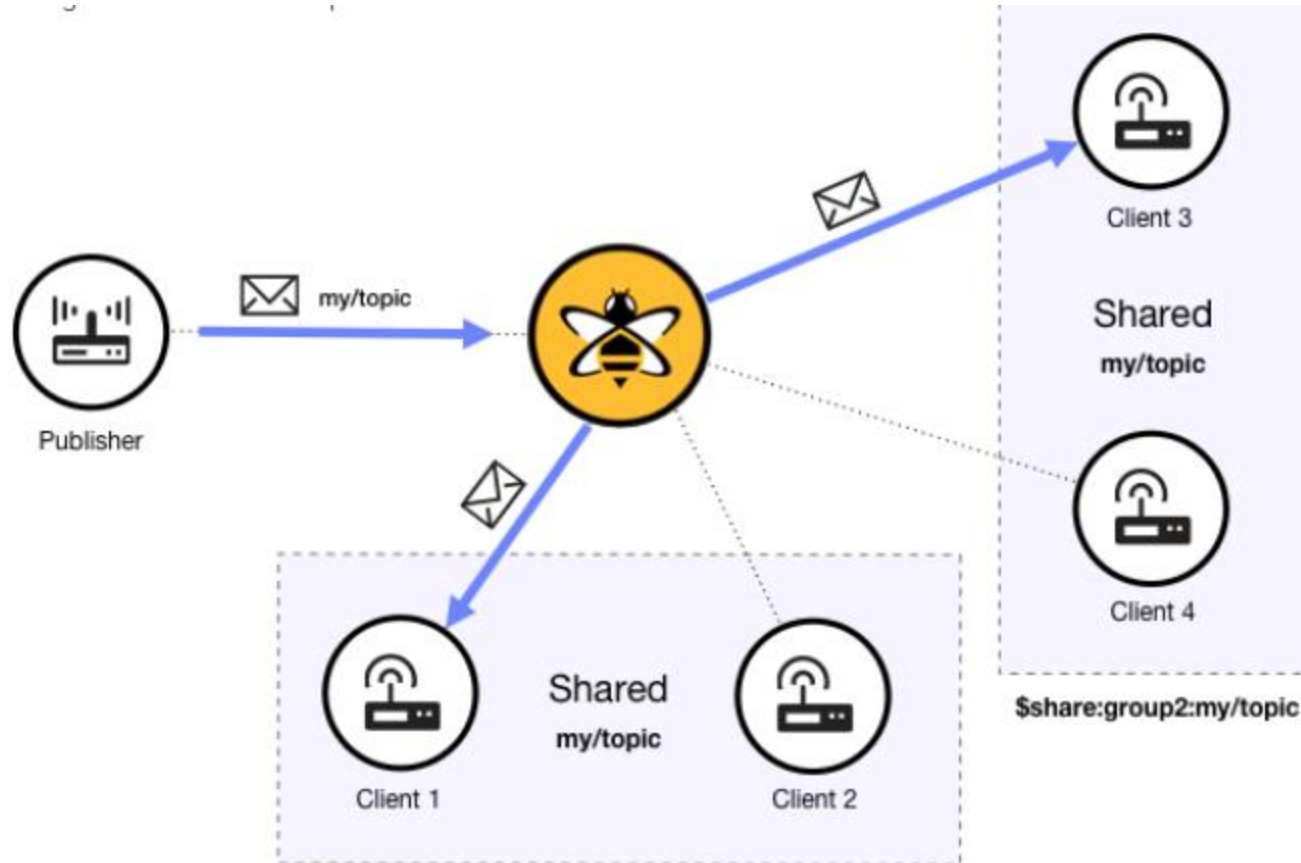 my/topic
Publisher
Client 3
Shared
my/topic
Client 4
$share:group2:my/topic
Shared
my/topic
Client 1
Client 2